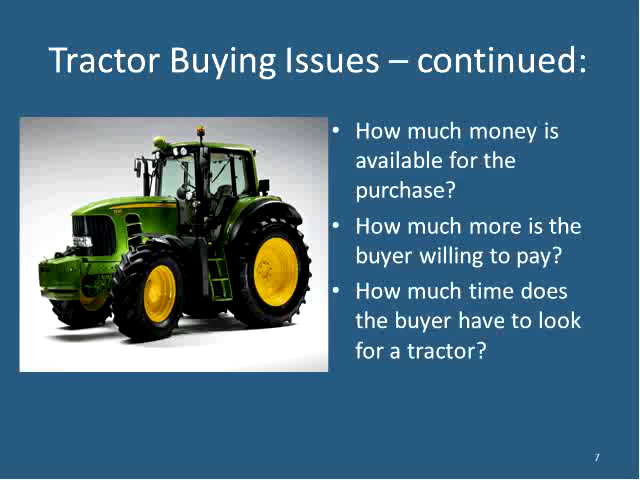 Tractor Buying Issues – continued:
• How much money is
available for the
purchase?
• How much more is the
buyer willing to pay?
• How much time does
the buyer have to look
for a tractor?
7